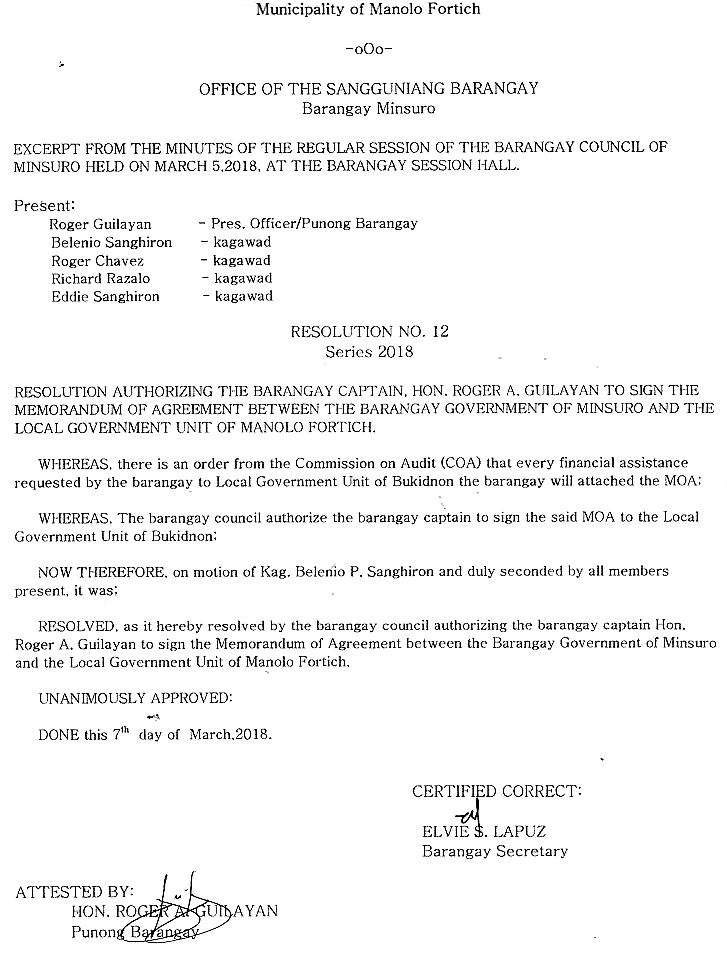 Municipality of Manolo Fortich
-oOo-
OFFICE OF THE SANGGUNIANG BARANGAY
Barangay Minsuro
EXCERPT FROM THE MINUTES OF THE REGULAR SESSION OF THE BARANGAY COUNCIL OF
MINSURO HELD ON MARCH 5,2018, AT THE BARANGAY SESSION HALL.
Present:
Roger Guilayan - Pres. Officer/Punong Barangay
Belenio Sanghiron - kagawad
Roger Chavez - kagawad
Richard Razalo - kagawad
Eddie Sanghiron - kagawad
RESOLUTION NO. 12
Series 2018
RESOLUTION AUTHORIZING THE BARANGAY CAPTAIN, HON. ROGER A. GUILAYAN TO SIGN THE
MEMORANDUM OF AGREEMENT BETWEEN THE BARANGAY GOVERNMENT OF MINSURO AND THE
LOCAL GOVERNMENT UNIT OF MANOLO FORTICH.
WHEREAS, there is an order from the Commission on Audit (COA) that every financial assistance
requested by the barangay to Local Government Unit of Bukidnon the barangay will attached the MOA;
WHEREAS, The barangay council authorize the barangay captain to sign the said MOA to the Local
Government Unit of Bukidnon;
NOW THEREFORE, on motion of Kag. Belenio P. Sanghiron and duly seconded by all members
present, it was;
RESOLVED, as it hereby resolved by the barangay council authorizing the barangay captain Hon.
Roger A. Guilayan to sign the Memorandum of Agreement between the Barangay Government of Minsuro
and the Local Government Unit of Manolo Fortich.
UNANIMOUSLY APPROVED:
DONE this 7th day of March,2018.
CERTIFIED CORRECT:
ELVIE S. LAPUZ
Barangay Secretary
ATTESTED BY:
HON. ROGER A. GUILAYAN
Punong Barangay